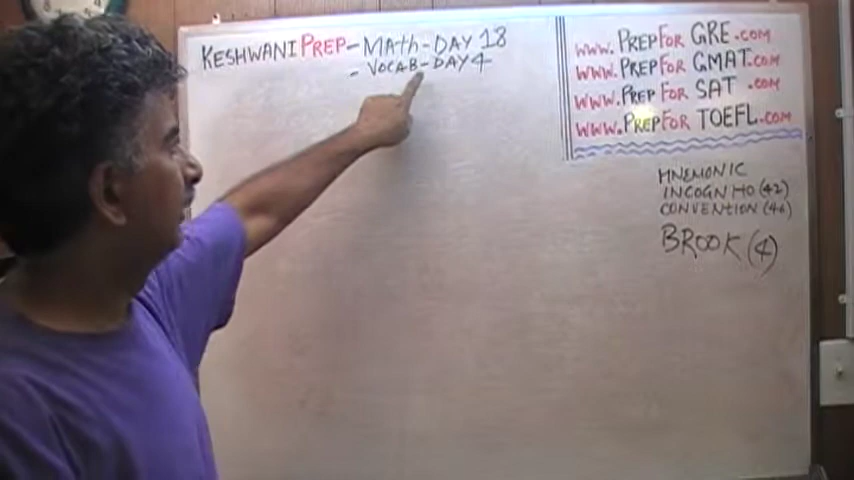 KESHWANI PREP - MATH - DAY 18
- VOCAB - DAY 4
www. PREPFOR GRE .com
www. PREPFOR GMAT.com
www. PREPFOR SAT .com
www. PREPFOR TOEFL.com
MNEMONIC
INCOGNITO (42)
CONVENTION (46)
BROOK (4)